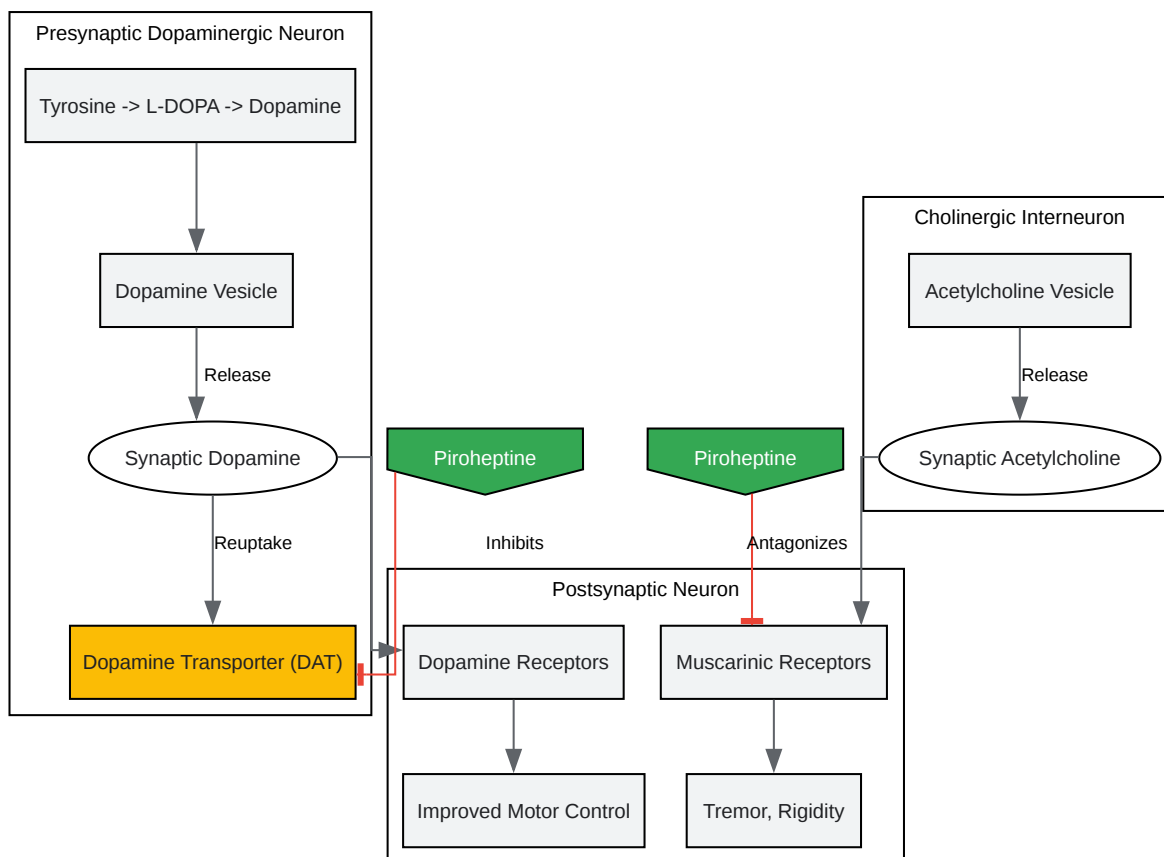 Presynaptic Dopaminergic Neuron
Tyrosine -> L-DOPA -> Dopamine
Dopamine Vesicle
Release
Synaptic Dopamine
Reuptake
Dopamine Transporter (DAT)
Piroheptine
Inhibits
Piroheptine
Antagonizes
Cholinergic Interneuron
Acetylcholine Vesicle
Release
Synaptic Acetylcholine
Postsynaptic Neuron
Dopamine Receptors
Muscarinic Receptors
Improved Motor Control
Tremor, Rigidity